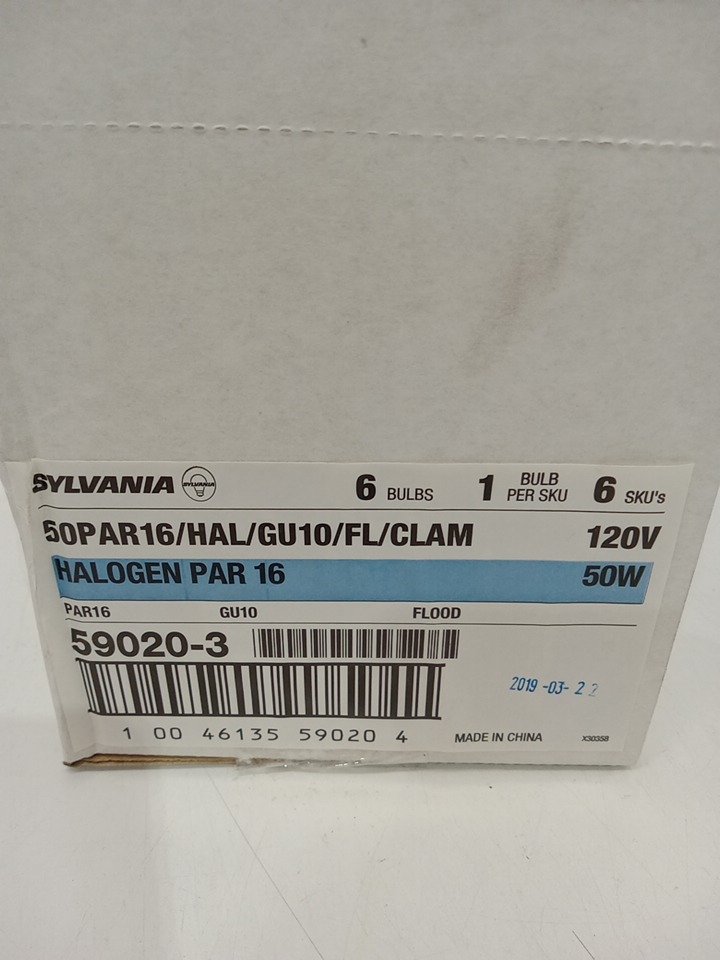 SYLVANIA SYLVANIA 6 BULBS 1 BULB PER SKU 6 SKU's
50PAR16/HAL/GU10/FL/CLAM 120V
HALOGEN PAR 16 50W
PAR16 GU10 FLOOD
59020-3
2019-03-22
1 00 46135 59020 4 MADE IN CHINA X30358